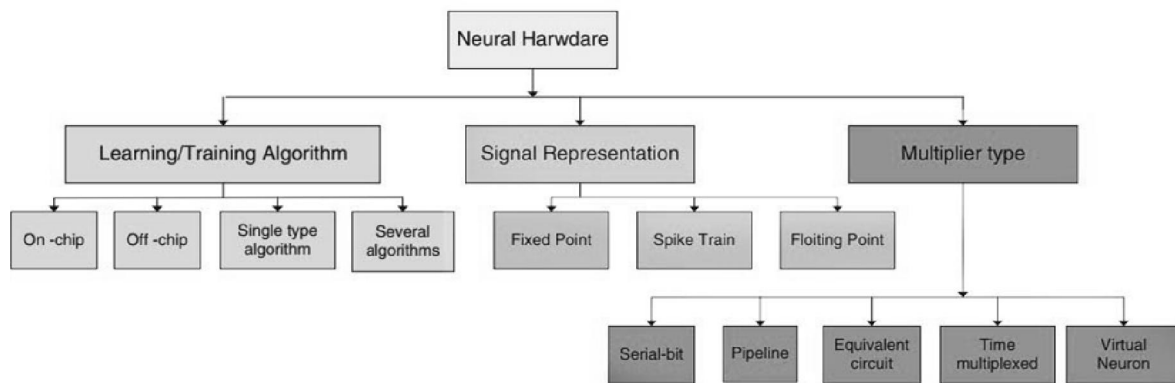 Neural Harwdare
Learning/Training Algorithm
Signal Representation
Multiplier type
On -chip
Off -chip
Single type
algorithm
Several
algorithms
Fixed Point
Spike Train
Floiting Point
Serial-bit
Pipeline
Equivalent
circuit
Time
multiplexed
Virtual
Neuron